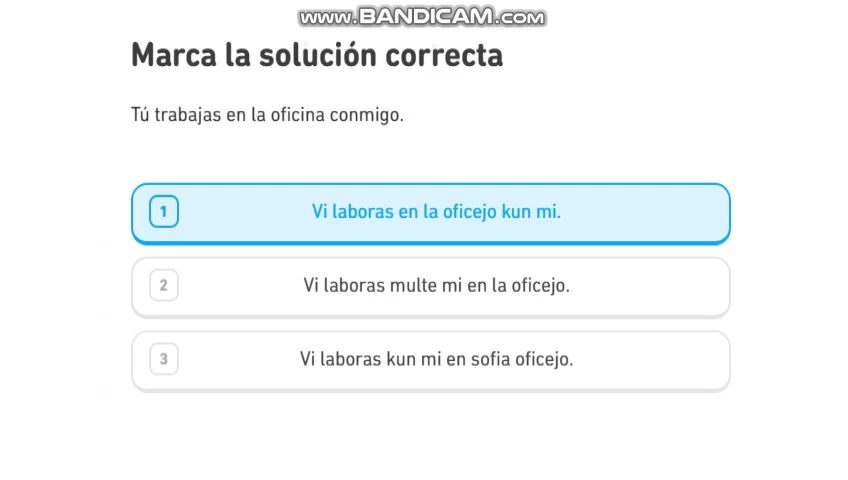 www.BANDICAM.com
Marca la solución correcta
Tú trabajas en la oficina conmigo.
1 Vi laboras en la oficejo kun mi.
2 Vi laboras multe mi en la oficejo.
3 Vi laboras kun mi en sofia oficejo.